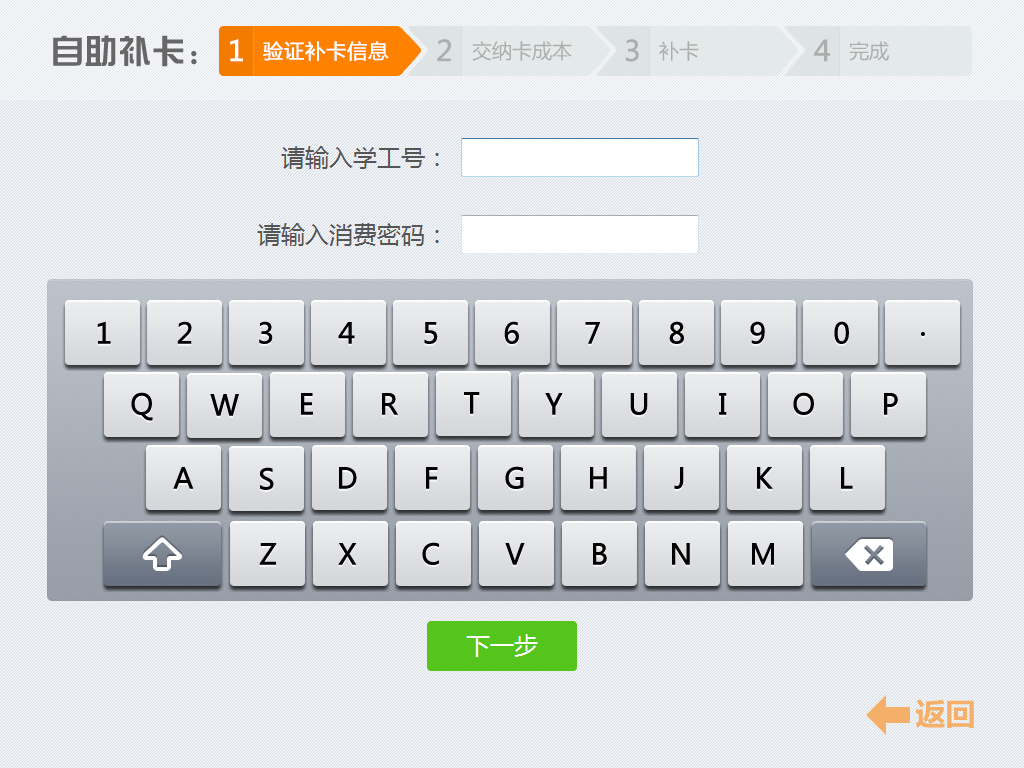 自助补卡： 1 验证补卡信息 2 交纳卡成本 3 补卡 4 完成
请输入学工号：
请输入消费密码：
1 2 3 4 5 6 7 8 9 0 ·
Q W E R T Y U I O P
A S D F G H J K L
Z X C V B N M
下一步
返回